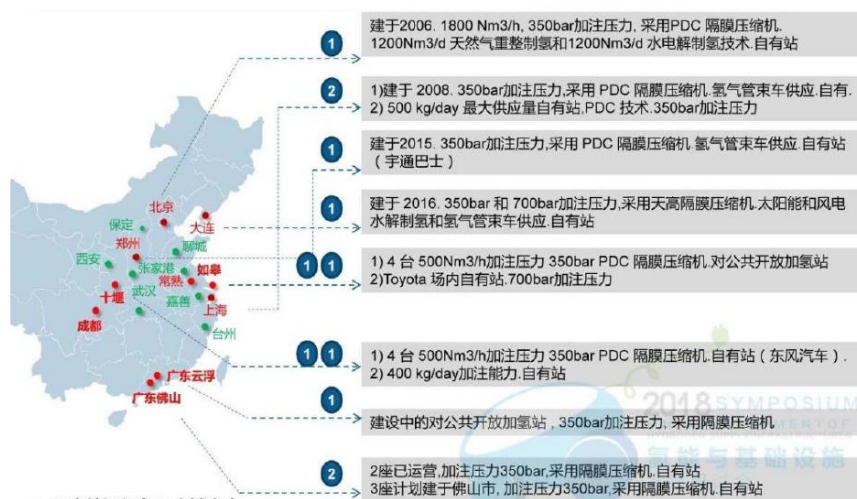 1
建于2006. 1800 Nm3/h, 350bar加注压力, 采用PDC 隔膜压缩机.
1200Nm3/d 天然气重整制氢和1200Nm3/d 水电解制氢技术.自有站
2
1)建于 2008. 350bar加注压力,采用 PDC 隔膜压缩机.氢气管束车供应.自有.
2) 500 kg/day 最大供应量自有站,PDC 技术.350bar加注压力
1
建于2015. 350bar加注压力,采用 PDC 隔膜压缩机.氢气管束车供应.自有站
（宇通巴士）
1
建于 2016. 350bar 和 700bar加注压力,采用天高隔膜压缩机.太阳能和风电
水解制氢和氢气管束车供应.自有站
1 1
1) 4 台 500Nm3/h加注压力 350bar PDC 隔膜压缩机.对公共开放加氢站
2)Toyota 场内自有站.700bar加注压力
1 1
1) 4 台 500Nm3/h加注压力 350bar PDC 隔膜压缩机.自有站（东风汽车）.
2) 400 kg/day加注能力.自有站
1
建设中的对公共开放加氢站，350bar加注压力, 采用隔膜压缩机
2
2座已运营,加注压力350bar,采用隔膜压缩机.自有站
3座计划建于佛山市, 加注压力350bar,采用隔膜压缩机.自有站
北京
保定
大连
郑州
聊城
西安
张家港
如皋
常熟
武汉
十堰
嘉善
上海
成都
台州
广东云浮
广东佛山
2018 SYMPOSIUM
氢能与基础设施